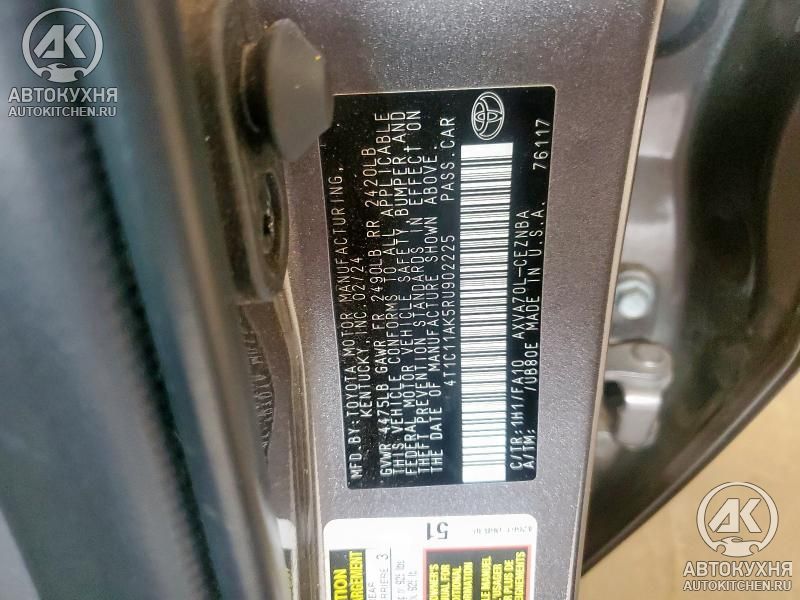 AK
АВТОКУХНЯ
AUTOKITCHEN.RU
MFD.BY:TOYOTA MOTOR MANUFACTURING,
KENTUCKY, INC. 02/24
GVWR 4475LB GAWR FR 2490LB RR 2420LB
THIS VEHICLE CONFORMS TO ALL APPLICABLE
FEDERAL MOTOR VEHICLE SAFETY, BUMPER AND
THEFT PREVENTION STANDARDS IN EFFECT ON
THE DATE OF MANUFACTURE SHOWN ABOVE.
4T1C11AK5RU902225 PASS.CAR
C/TR:1H1/FA10 AXVA70L-CEZNBA
A/TM: /UB80E MADE IN U.S.A. 76117
51
3
AK
АВТОКУХНЯ
AUTOKITCHEN.RU